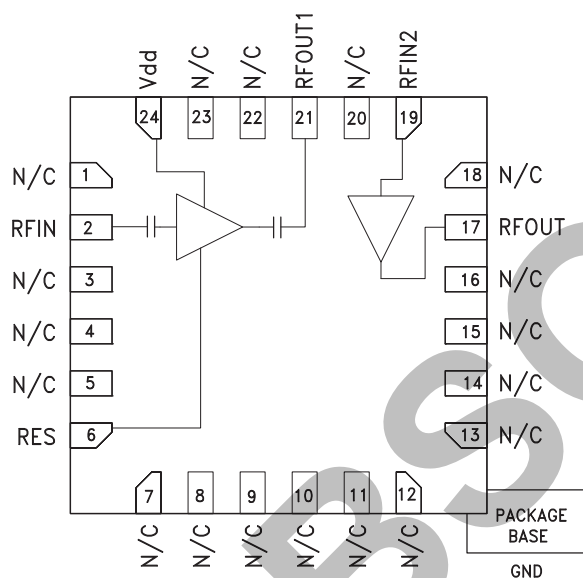 Vdd
N/C
N/C
RFOUT1
N/C
RFIN2
24
23
22
21
20
19
N/C 1
RFIN 2
N/C 3
N/C 4
N/C 5
RES 6
18 N/C
17 RFOUT
16 N/C
15 N/C
14 N/C
13 N/C
7
8
9
10
11
12
N/C
N/C
N/C
N/C
N/C
N/C
PACKAGE
BASE
GND
BSO